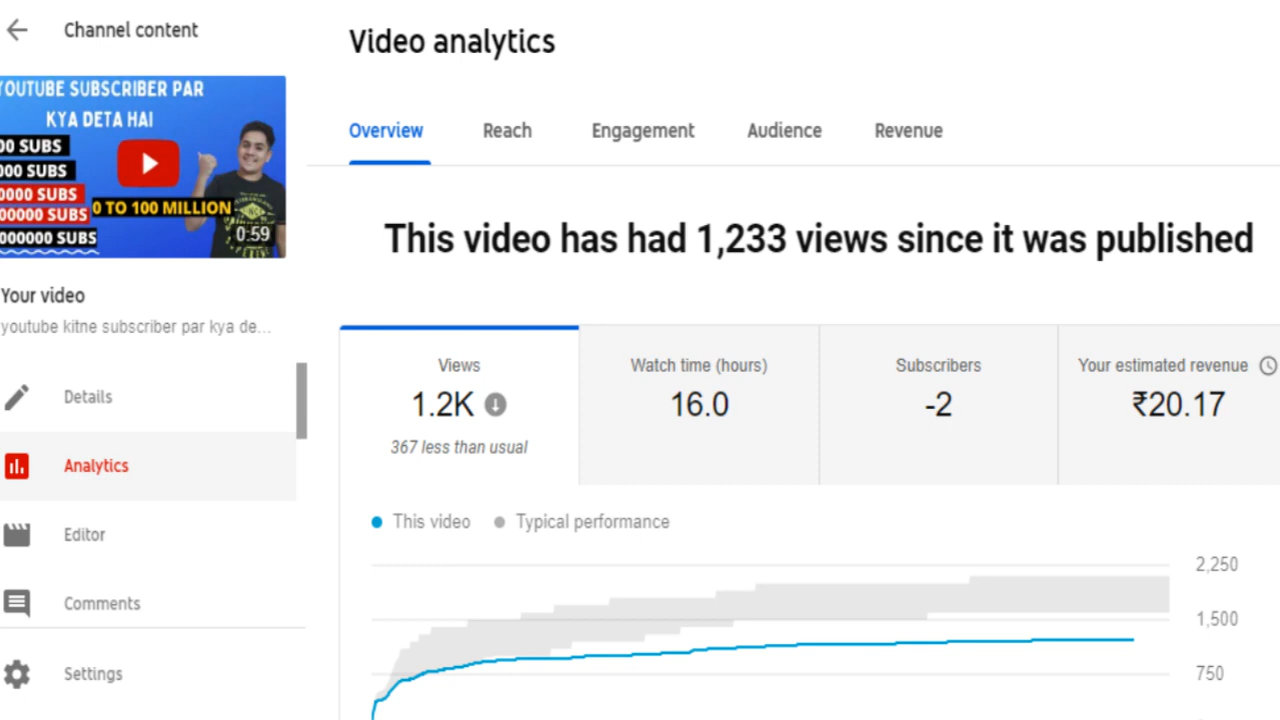 Channel content
YOUTUBE SUBSCRIBER PAR
KYA DETA HAI
00 SUBS
000 SUBS
0000 SUBS
00000 SUBS
0 TO 100 MILLION
000000 SUBS
0:59
Your video
youtube kitne subscriber par kya de...
Details
Analytics
Editor
Comments
Settings
Video analytics
Overview Reach Engagement Audience Revenue
This video has had 1,233 views since it was published
Views
1.2K
367 less than usual
Watch time (hours)
16.0
Subscribers
-2
Your estimated revenue
₹20.17
This video Typical performance
2,250
1,500
750